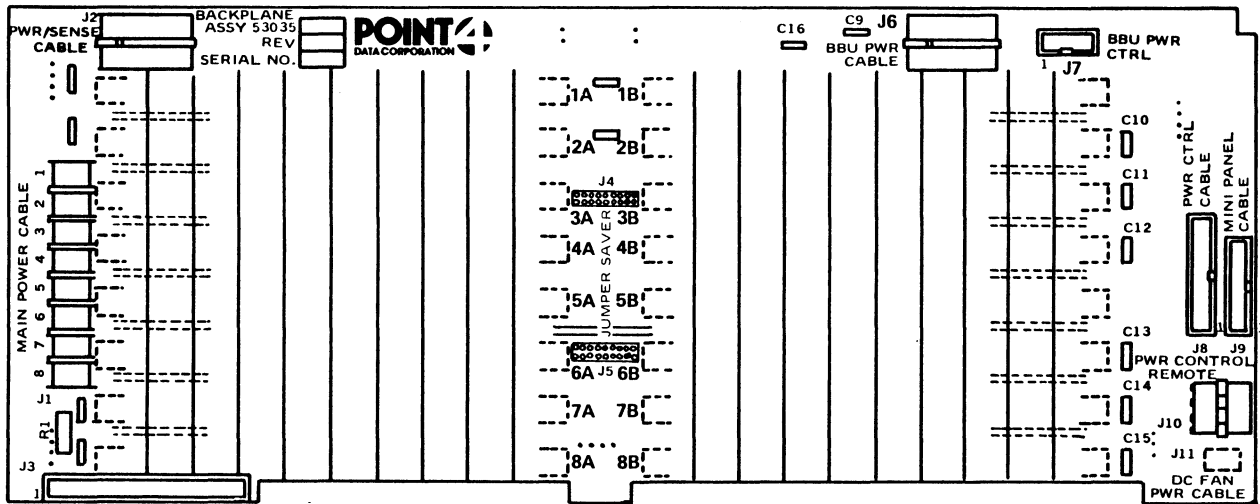 J2
PWR/SENSE
CABLE
BACKPLANE
ASSY 53035
REV
SERIAL NO.
POINT 4
DATA CORPORATION
C16
C9
J6
BBU PWR
CABLE
1
J7
BBU PWR
CTRL
1A 1B
2A 2B
J4
3A 3B
4A 4B
5A 5B
JUMPER SAVER
J5
6A 6B
7A 7B
8A 8B
MAIN POWER CABLE
1
2
3
4
5
6
7
8
J1
R1
J3
1
C10
C11
C12
C13
C14
C15
PWR CTRL
CABLE
MINI PANEL
CABLE
1
J8
J9
PWR CONTROL
REMOTE
J10
J11
DC FAN
PWR CABLE